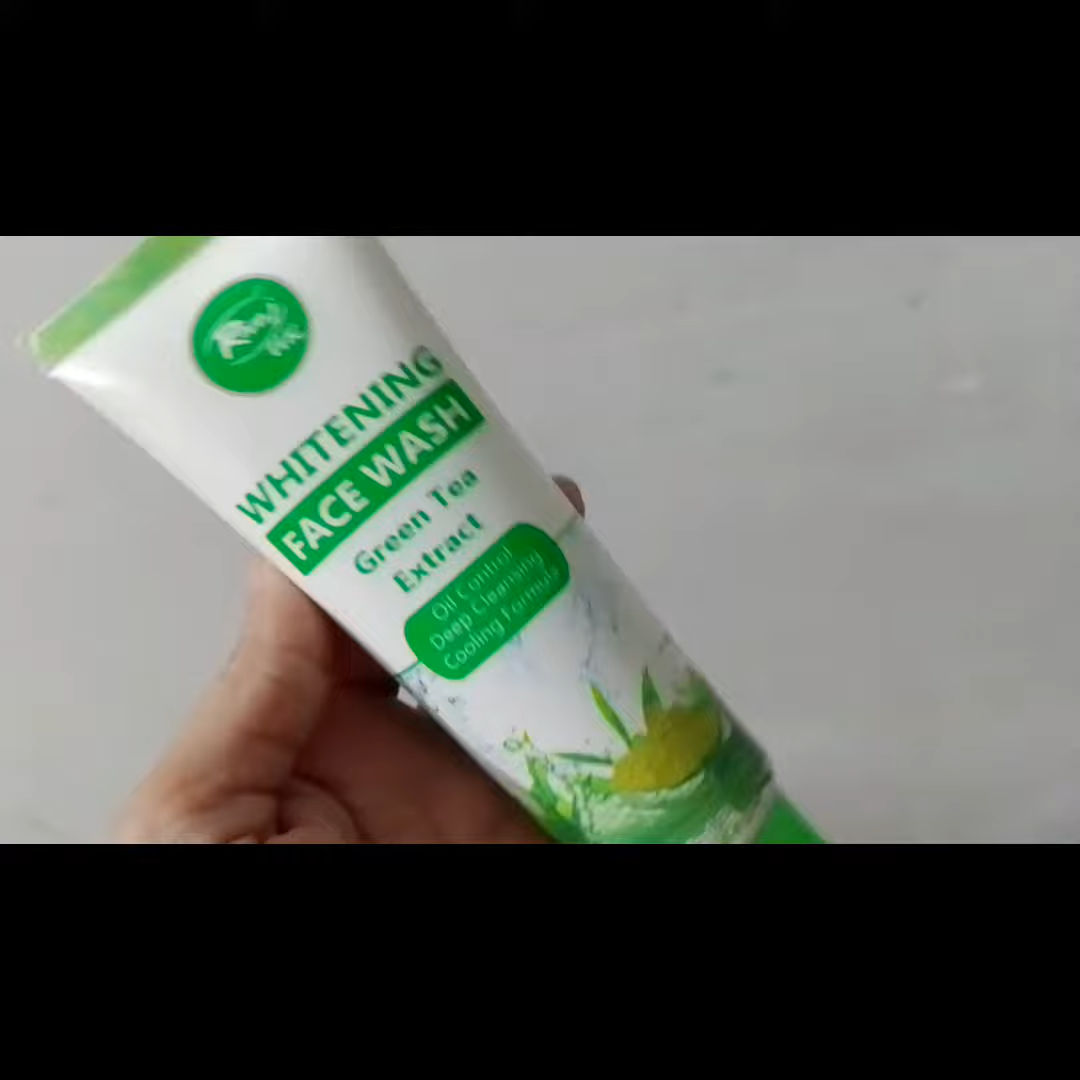 WHITENING
FACE WASH
Green Tea
Extract
Oil Control
Deep Cleansing
Cooling Formula